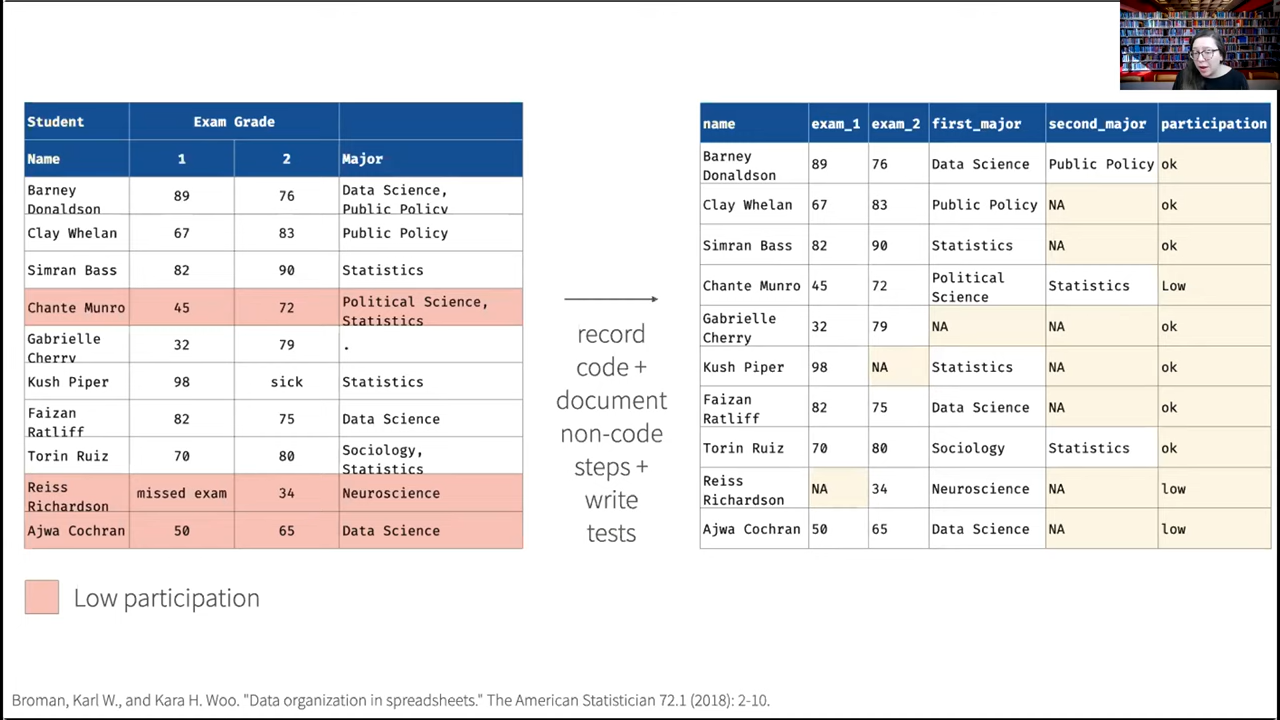 Student Exam Grade
Name 1 2 Major
Barney Donaldson 89 76 Data Science, Public Policy
Clay Whelan 67 83 Public Policy
Simran Bass 82 90 Statistics
Chante Munro 45 72 Political Science, Statistics
Gabrielle Cherry 32 79 .
Kush Piper 98 sick Statistics
Faizan Ratliff 82 75 Data Science
Torin Ruiz 70 80 Sociology, Statistics
Reiss Richardson missed exam 34 Neuroscience
Ajwa Cochran 50 65 Data Science
Low participation
record
code +
document
non-code
steps +
write
tests
name exam_1 exam_2 first_major second_major participation
Barney Donaldson 89 76 Data Science Public Policy ok
Clay Whelan 67 83 Public Policy NA ok
Simran Bass 82 90 Statistics NA ok
Chante Munro 45 72 Political Science Statistics Low
Gabrielle Cherry 32 79 NA NA ok
Kush Piper 98 NA Statistics NA ok
Faizan Ratliff 82 75 Data Science NA ok
Torin Ruiz 70 80 Sociology Statistics ok
Reiss Richardson NA 34 Neuroscience NA low
Ajwa Cochran 50 65 Data Science NA low
Broman, Karl W., and Kara H. Woo. "Data organization in spreadsheets." The American Statistician 72.1 (2018): 2-10.